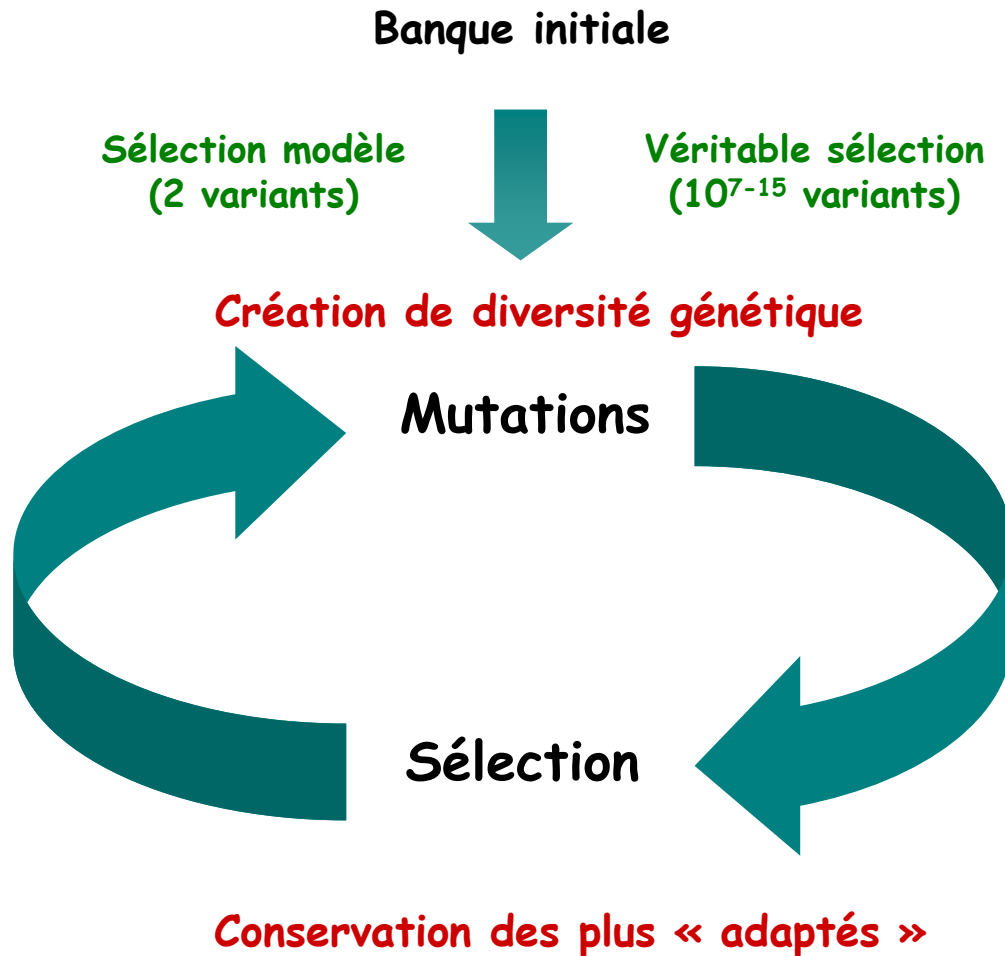 Banque initiale
Sélection modèle
(2 variants)
Véritable sélection
(10⁷⁻¹⁵ variants)
Création de diversité génétique
Mutations
Sélection
Conservation des plus « adaptés »